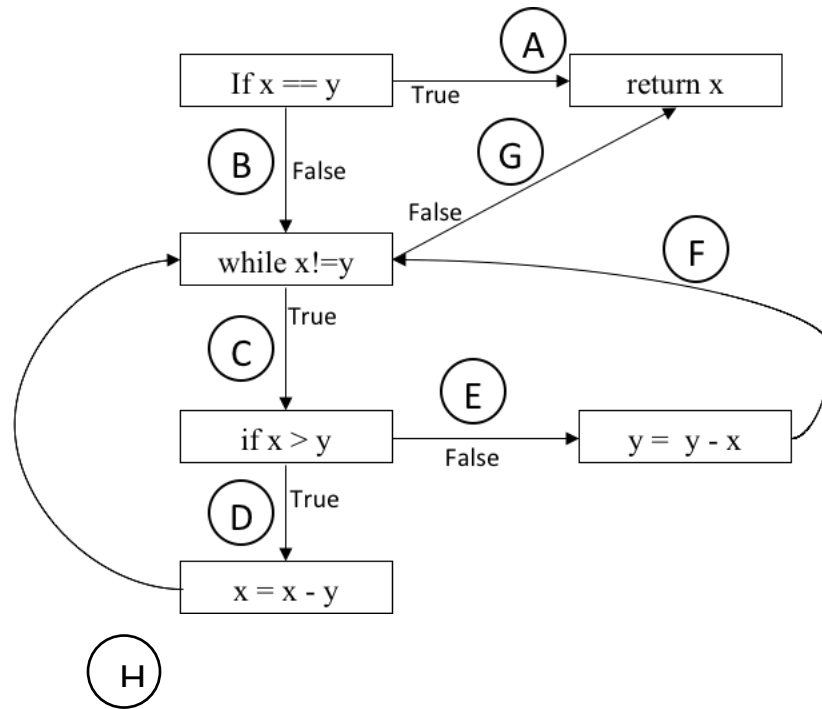 A
If x == y
True
return x
B
False
G
False
while x!=y
F
True
C
E
if x > y
False
y = y - x
D
True
x = x - y
H